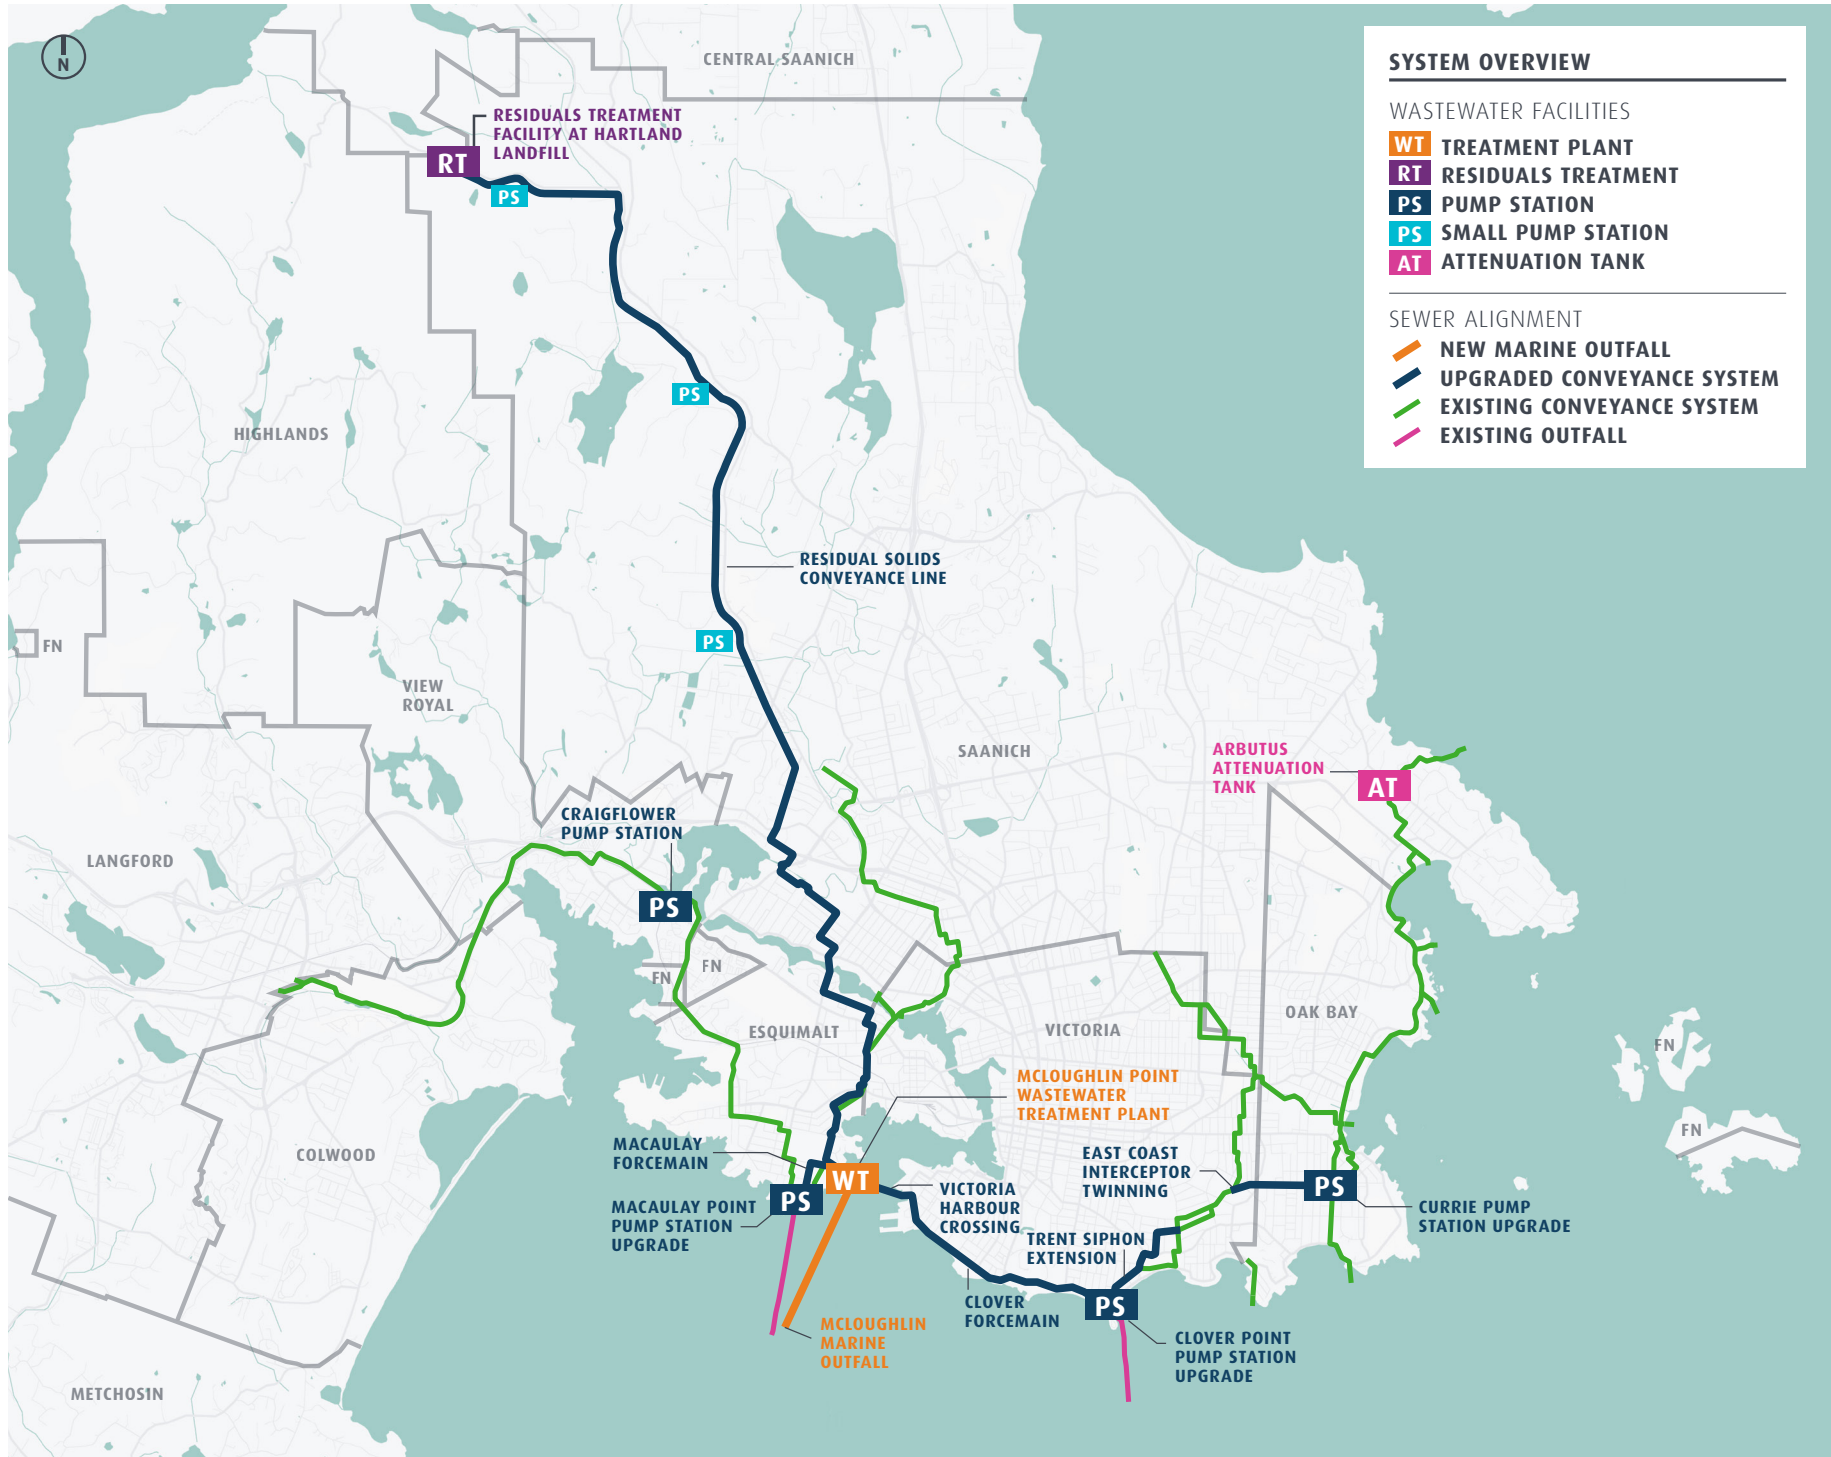 N
CENTRAL SAANICH
RESIDUALS TREATMENT
FACILITY AT HARTLAND
LANDFILL
RT
PS
PS
HIGHLANDS
RESIDUAL SOLIDS
CONVEYANCE LINE
PS
FN
VIEW
ROYAL
SAANICH
ARBUTUS
ATTENUATION
TANK
AT
CRAIGFLOWER
PUMP STATION
LANGFORD
PS
FN
FN
ESQUIMALT
VICTORIA
OAK BAY
FN
FN
MCLOUGHLIN POINT
WASTEWATER
TREATMENT PLANT
COLWOOD
MACAULAY
FORCEMAIN
WT
PS
EAST COAST
INTERCEPTOR
TWINNING
PS
MACAULAY POINT
PUMP STATION
UPGRADE
VICTORIA
HARBOUR
CROSSING
CURRIE PUMP
STATION UPGRADE
TRENT SIPHON
EXTENSION
CLOVER
FORCEMAIN
PS
MCLOUGHLIN
MARINE
OUTFALL
CLOVER POINT
PUMP STATION
UPGRADE
METCHOSIN
SYSTEM OVERVIEW
WASTEWATER FACILITIES
WT TREATMENT PLANT
RT RESIDUALS TREATMENT
PS PUMP STATION
PS SMALL PUMP STATION
AT ATTENUATION TANK
SEWER ALIGNMENT
NEW MARINE OUTFALL
UPGRADED CONVEYANCE SYSTEM
EXISTING CONVEYANCE SYSTEM
EXISTING OUTFALL